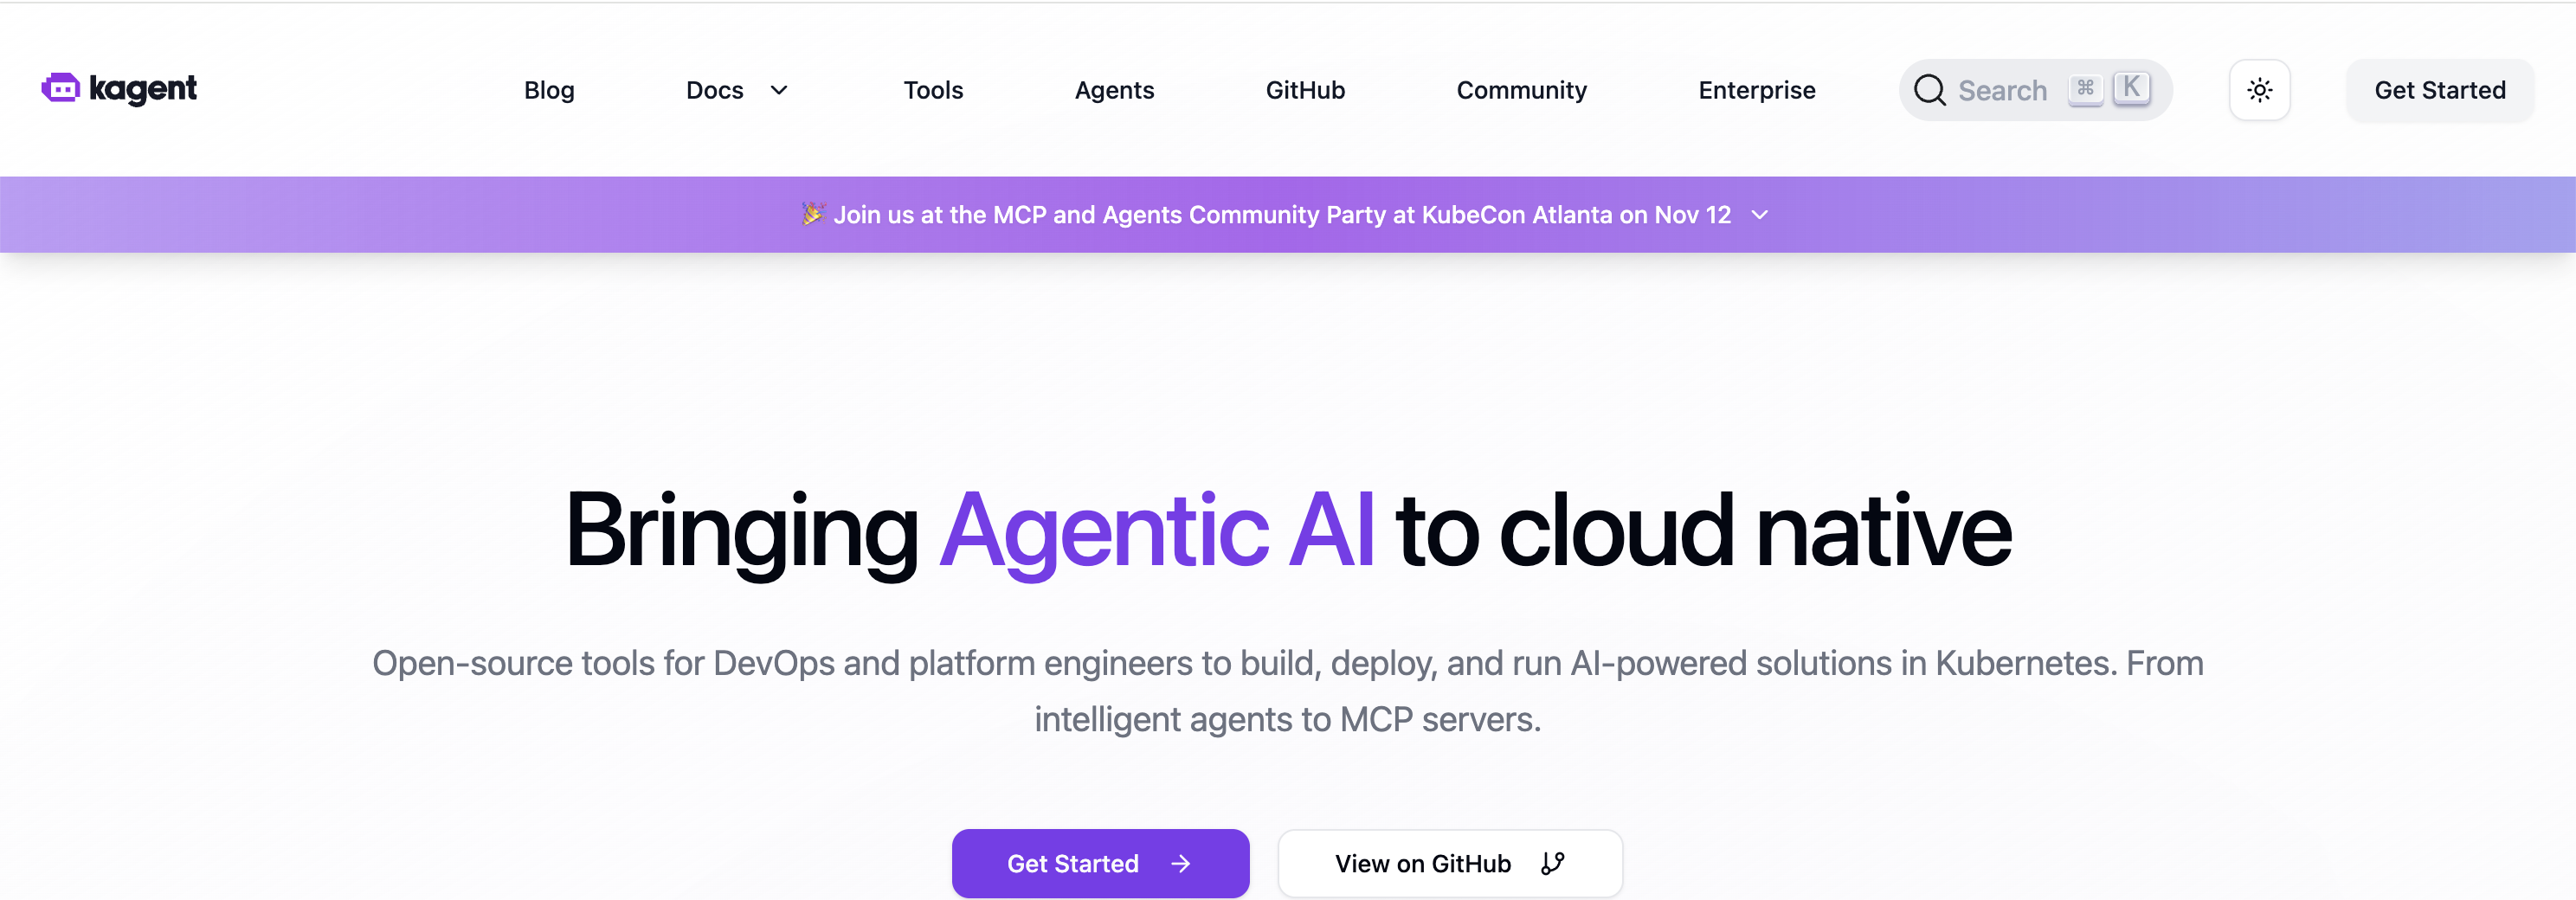 kagent
Blog
Docs
Tools
Agents
GitHub
Community
Enterprise
Search ⌘ K
Get Started
🎉 Join us at the MCP and Agents Community Party at KubeCon Atlanta on Nov 12
Bringing Agentic AI to cloud native
Open-source tools for DevOps and platform engineers to build, deploy, and run AI-powered solutions in Kubernetes. From
intelligent agents to MCP servers.
Get Started →
View on GitHub